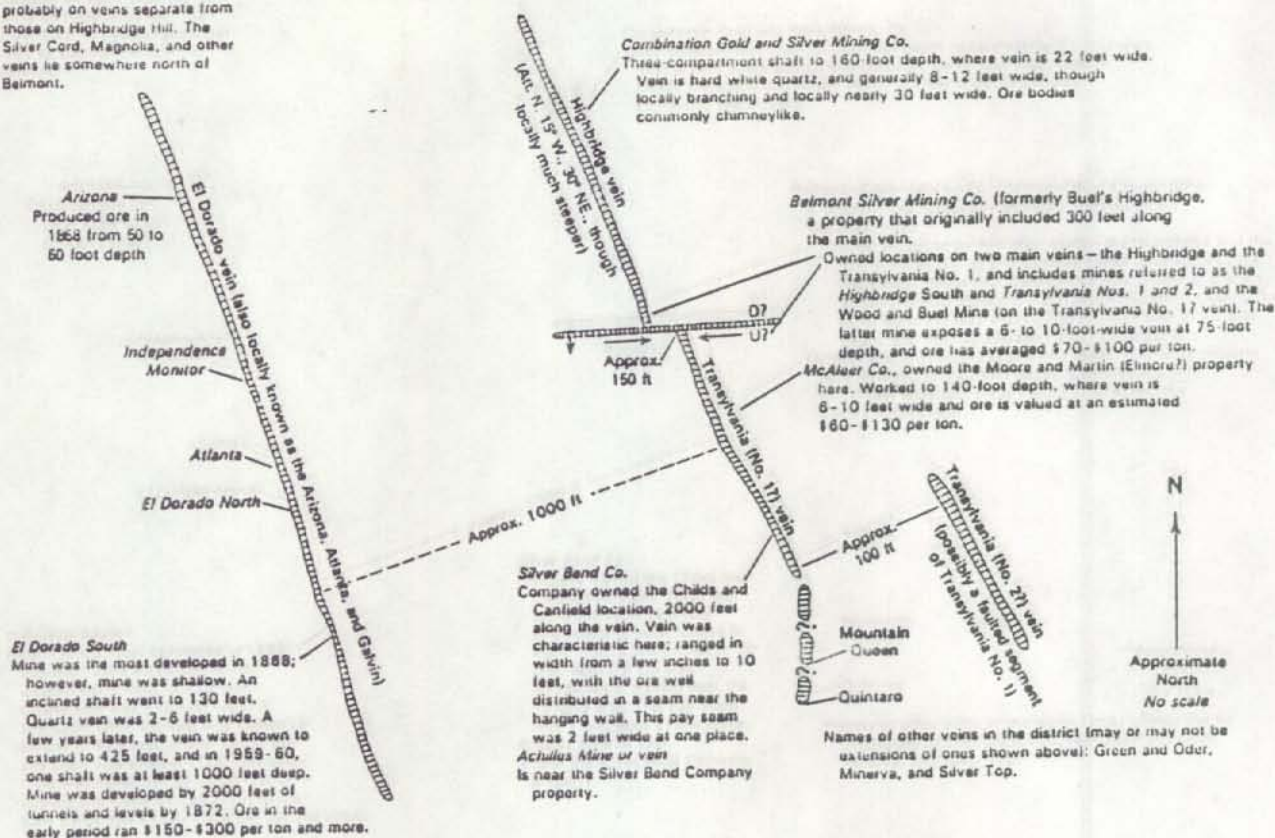 probably on veins separate from
those on Highbridge Hill. The
Silver Cord, Magnolia, and other
veins lie somewhere north of
Belmont.
Arizona
Produced ore in
1868 from 50 to
60 foot depth
El Dorado vein (also locally known as the Arizona, Atlanta, and Galvin)
Independence
Monitor
Atlanta
El Dorado North
El Dorado South
Mine was the most developed in 1868;
however, mine was shallow. An
inclined shaft went to 130 feet.
Quartz vein was 2-6 feet wide. A
few years later, the vein was known to
extend to 425 feet, and in 1959-60,
one shaft was at least 1000 feet deep.
Mine was developed by 2000 feet of
tunnels and levels by 1872. Ore in the
early period ran $150-$300 per ton and more.
Highbridge vein
(Att. N. 15° W., 30° NE.; though
locally much steeper)
Combination Gold and Silver Mining Co.
Three-compartment shaft to 160-foot depth, where vein is 22 feet wide.
Vein is hard white quartz, and generally 8-12 feet wide, though
locally branching and locally nearly 30 feet wide. Ore bodies
commonly chimneylike.
Belmont Silver Mining Co. (formerly Buel's Highbridge,
a property that originally included 300 feet along
the main vein.
Owned locations on two main veins—the Highbridge and the
Transylvania No. 1, and includes mines referred to as the
Highbridge South and Transylvania Nos. 1 and 2, and the
Wood and Buel Mine (on the Transylvania No. 1? vein). The
latter mine exposes a 6- to 10-foot-wide vein at 75-foot
depth, and ore has averaged $70-$100 per ton.
D?
U?
Approx.
150 ft
McAleer Co., owned the Moore and Martin (Elmore?) property
here. Worked to 140-foot depth, where vein is
6-10 feet wide and ore is valued at an estimated
$60-$130 per ton.
Transylvania (No. 1?) vein
Approx. 1000 ft
Approx.
100 ft
Transylvania (No. 2?) vein
(possibly a faulted segment
of Transylvania No. 1)
N
Approximate
North
No scale
Silver Bend Co.
Company owned the Childs and
Canfield location, 2000 feet
along the vein. Vein was
characteristic here; ranged in
width from a few inches to 10
feet, with the ore well
distributed in a seam near the
hanging wall. This pay seam
was 2 feet wide at one place.
Achilles Mine or vein
Is near the Silver Bend Company
property.
?
Mountain
Queen
?
Quintaro
Names of other veins in the district (may or may not be
extensions of ones shown above): Green and Oder,
Minerva, and Silver Top.